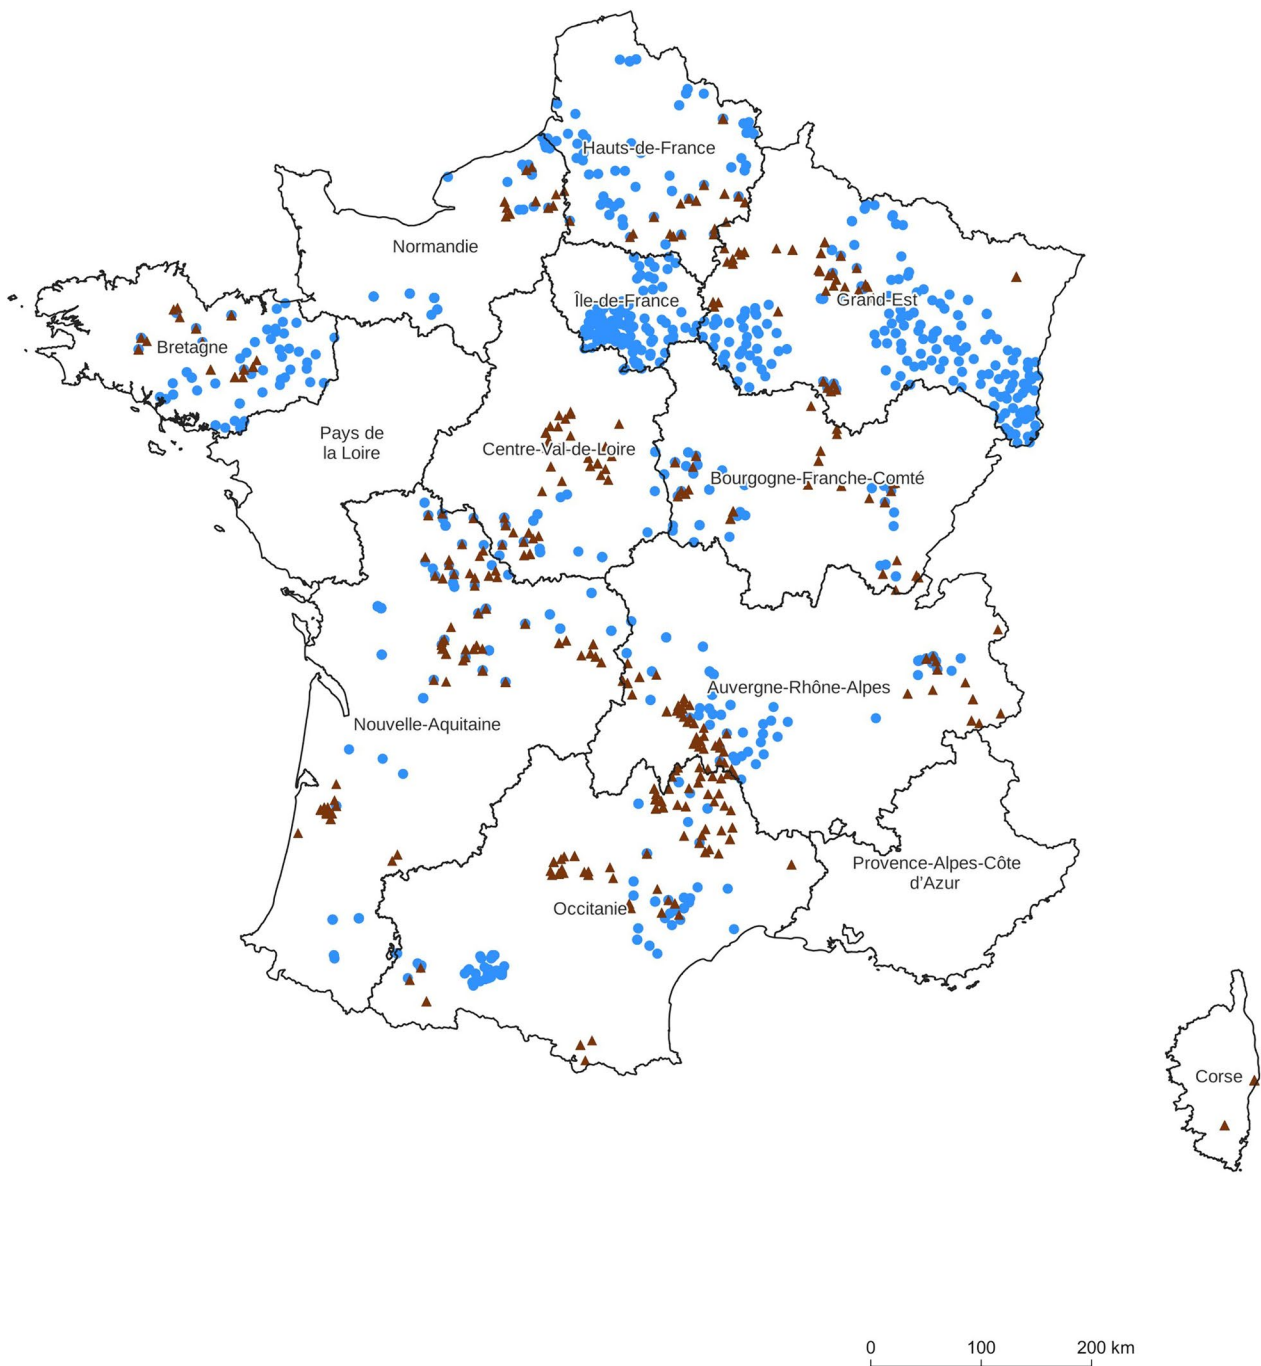 Hauts-de-France
Normandie
Île-de-France
Grand-Est
Bretagne
Pays de
la Loire
Centre-Val-de-Loire
Bourgogne-Franche-Comté
Auvergne-Rhône-Alpes
Nouvelle-Aquitaine
Provence-Alpes-Côte
d'Azur
Occitanie
Corse
0 100 200 km